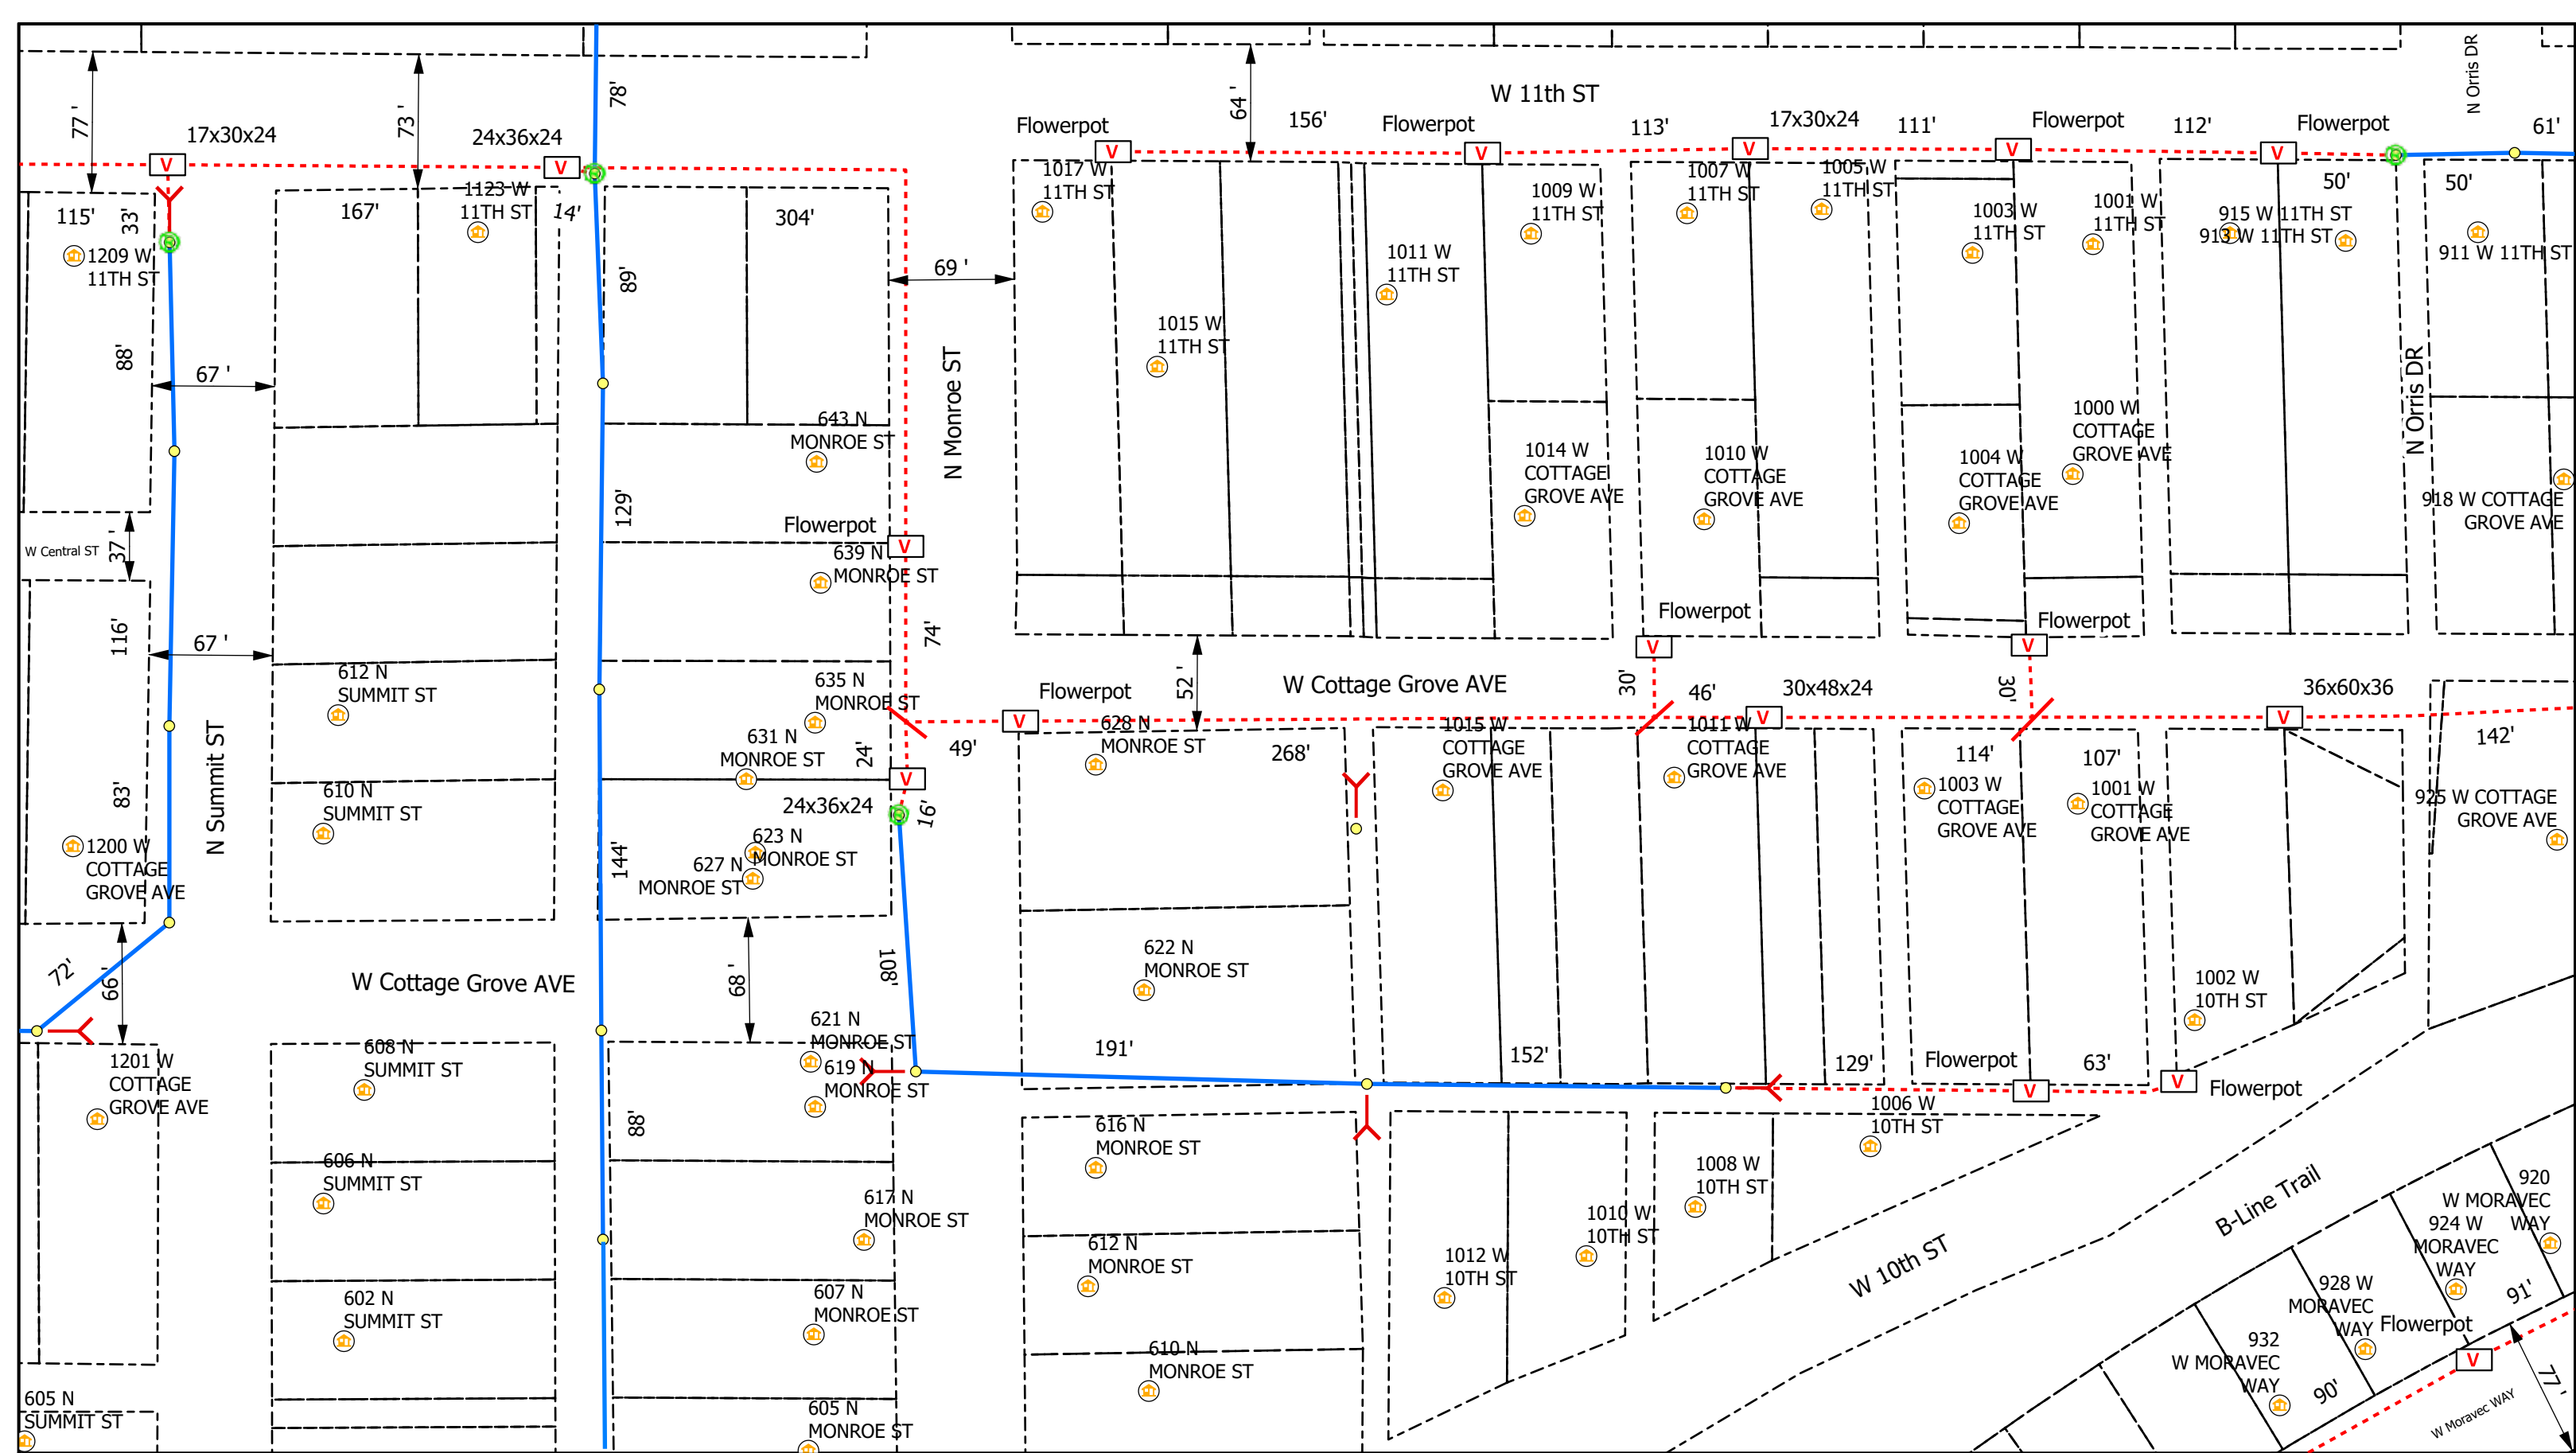 N Orris DR
78'
W 11th ST
77 '
17x30x24
24x36x24
73 '
64 '
Flowerpot
156'
Flowerpot
113'
17x30x24
111'
Flowerpot
112'
Flowerpot
61'
V
V
V
V
V
V
V
115'
33'
167'
1123 W
11TH ST
14'
304'
1017 W
11TH ST
1009 W
11TH ST
1007 W
11TH ST
1005 W
11TH ST
1003 W
11TH ST
1001 W
11TH ST
50'
50'
915 W 11TH ST
913 W 11TH ST
911 W 11TH ST
1209 W
11TH ST
89'
69 '
1011 W
11TH ST
1015 W
11TH ST
88'
67 '
N Monroe ST
N Orris DR
643 N
MONROE ST
1014 W
COTTAGE
GROVE AVE
1010 W
COTTAGE
GROVE AVE
1004 W
COTTAGE
GROVE AVE
1000 W
COTTAGE
GROVE AVE
918 W COTTAGE
GROVE AVE
129'
Flowerpot
V
W Central ST
37 '
639 N
MONROE ST
116'
67 '
74'
Flowerpot
V
Flowerpot
V
612 N
SUMMIT ST
635 N
MONROE ST
Flowerpot
V
52 '
W Cottage Grove AVE
30'
46'
30x48x24
V
30'
36x60x36
V
N Summit ST
631 N
MONROE ST
24'
49'
628 N
MONROE ST
268'
1015 W
COTTAGE
GROVE AVE
1011 W
COTTAGE
GROVE AVE
114'
107'
142'
83'
610 N
SUMMIT ST
24x36x24
V
16'
1003 W
COTTAGE
GROVE AVE
1001 W
COTTAGE
GROVE AVE
925 W COTTAGE
GROVE AVE
1200 W
COTTAGE
GROVE AVE
144'
623 N
MONROE ST
627 N
MONROE ST
72'
66 '
W Cottage Grove AVE
68 '
108'
622 N
MONROE ST
1002 W
10TH ST
621 N
MONROE ST
191'
152'
129'
Flowerpot
V
63'
V
Flowerpot
1201 W
COTTAGE
GROVE AVE
608 N
SUMMIT ST
619 N
MONROE ST
88'
616 N
MONROE ST
1006 W
10TH ST
606 N
SUMMIT ST
617 N
MONROE ST
1008 W
10TH ST
1010 W
10TH ST
B-Line Trail
920
W MORAVEC
WAY
612 N
MONROE ST
1012 W
10TH ST
W 10th ST
924 W
MORAVEC
WAY
602 N
SUMMIT ST
607 N
MONROE ST
928 W
MORAVEC
WAY
91'
Flowerpot
V
610 N
MONROE ST
932
W MORAVEC
WAY
90'
77 '
605 N
SUMMIT ST
605 N
MONROE ST
W Moravec WAY